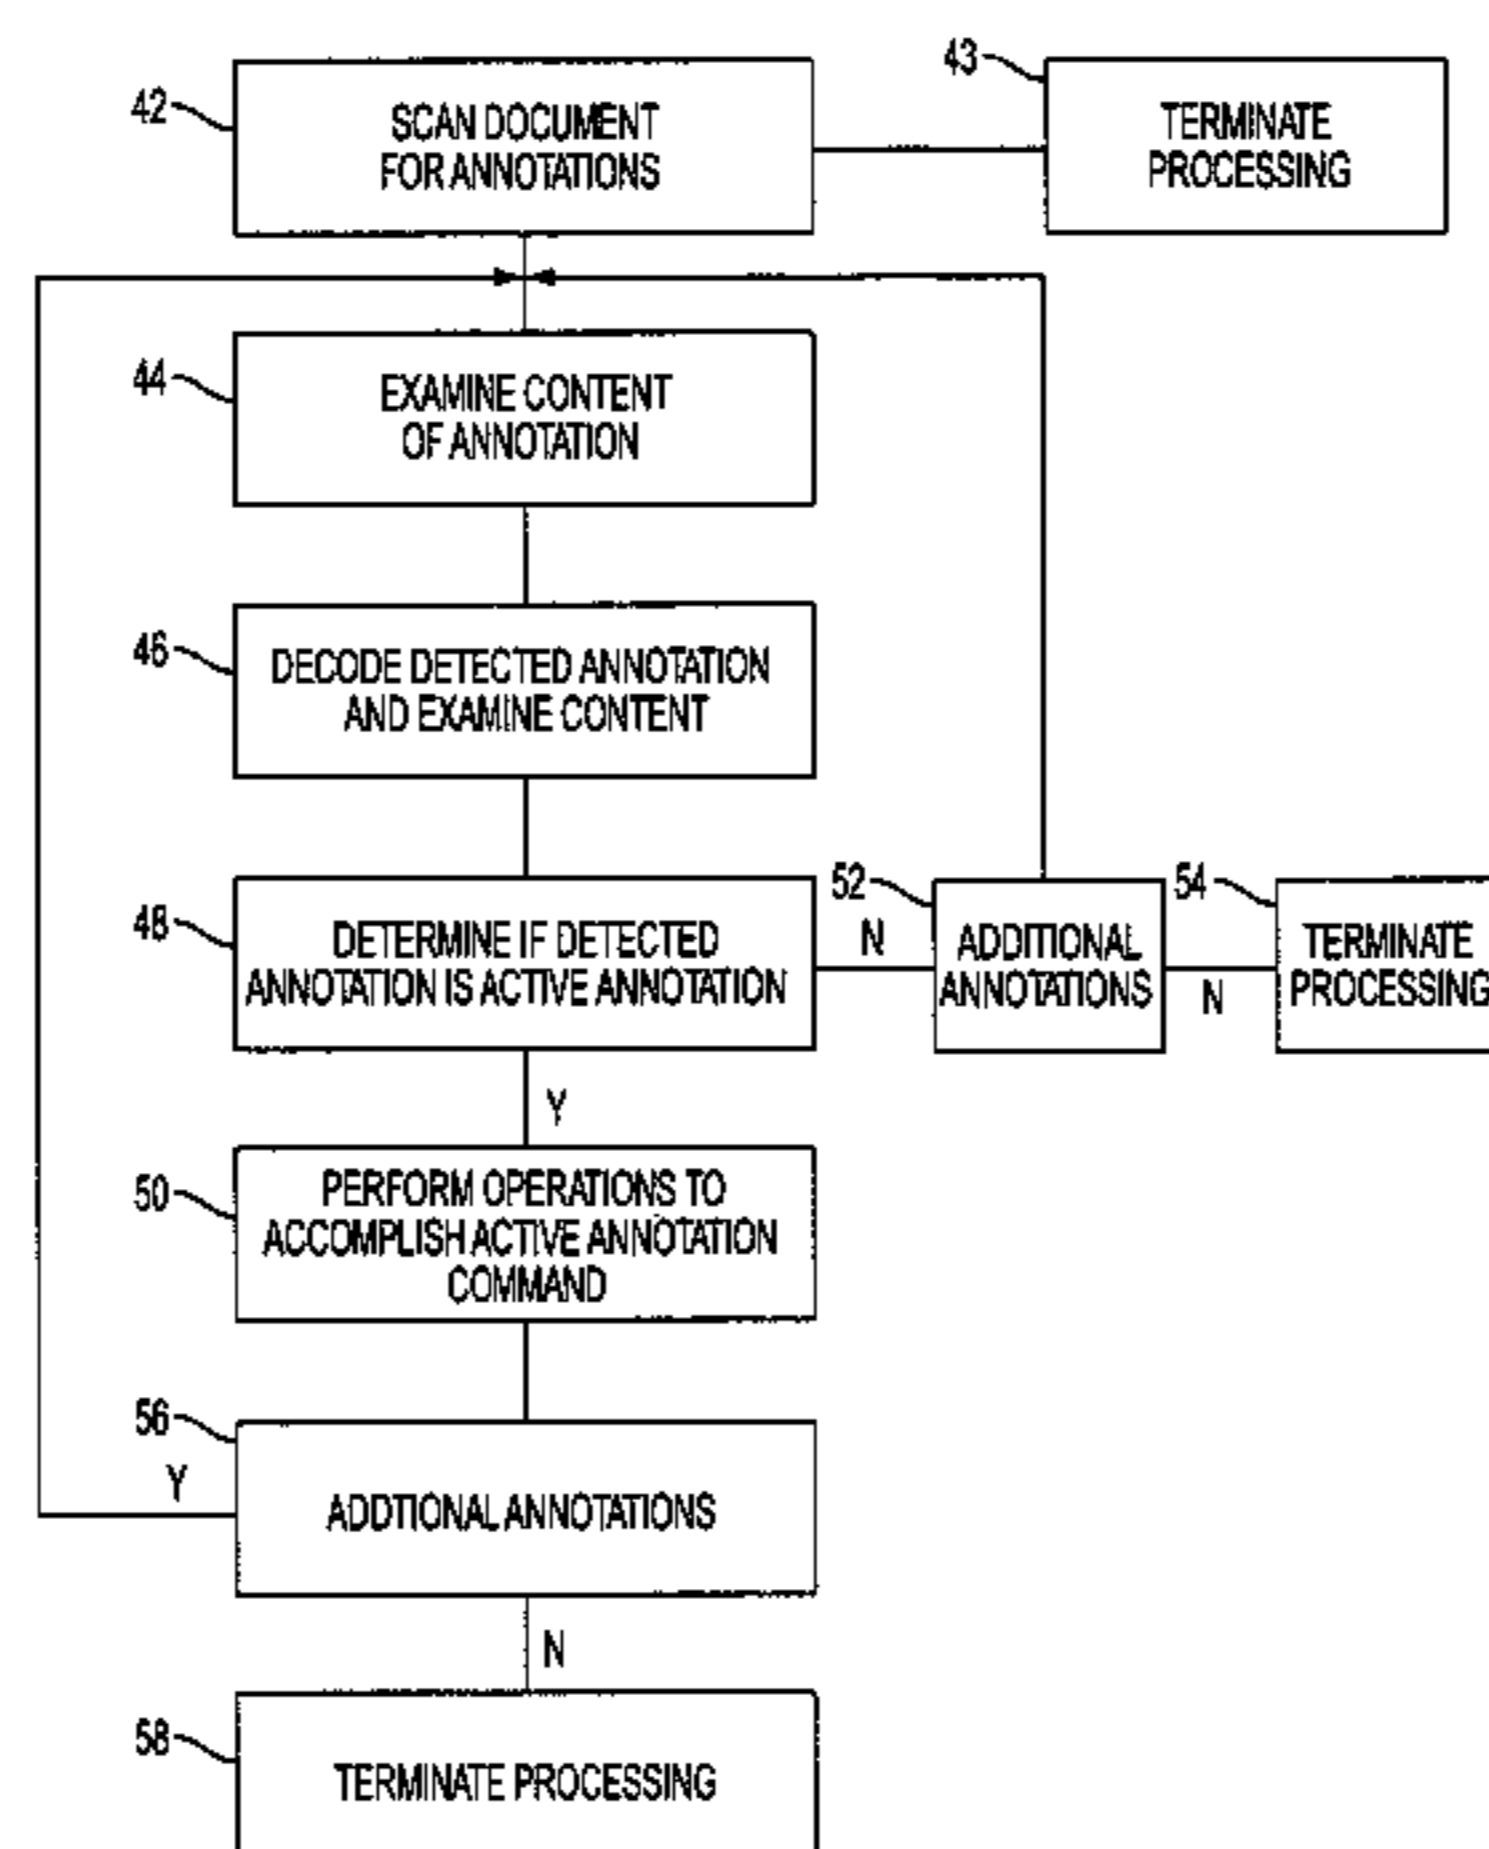 42
SCAN DOCUMENT
FOR ANNOTATIONS
43
TERMINATE
PROCESSING
44
EXAMINE CONTENT
OF ANNOTATION
46
DECODE DETECTED ANNOTATION
AND EXAMINE CONTENT
48
DETERMINE IF DETECTED
ANNOTATION IS ACTIVE ANNOTATION
N
52
ADDITIONAL
ANNOTATIONS
N
54
TERMINATE
PROCESSING
Y
50
PERFORM OPERATIONS TO
ACCOMPLISH ACTIVE ANNOTATION
COMMAND
56
Y
ADDTIONAL ANNOTATIONS
N
58
TERMINATE PROCESSING